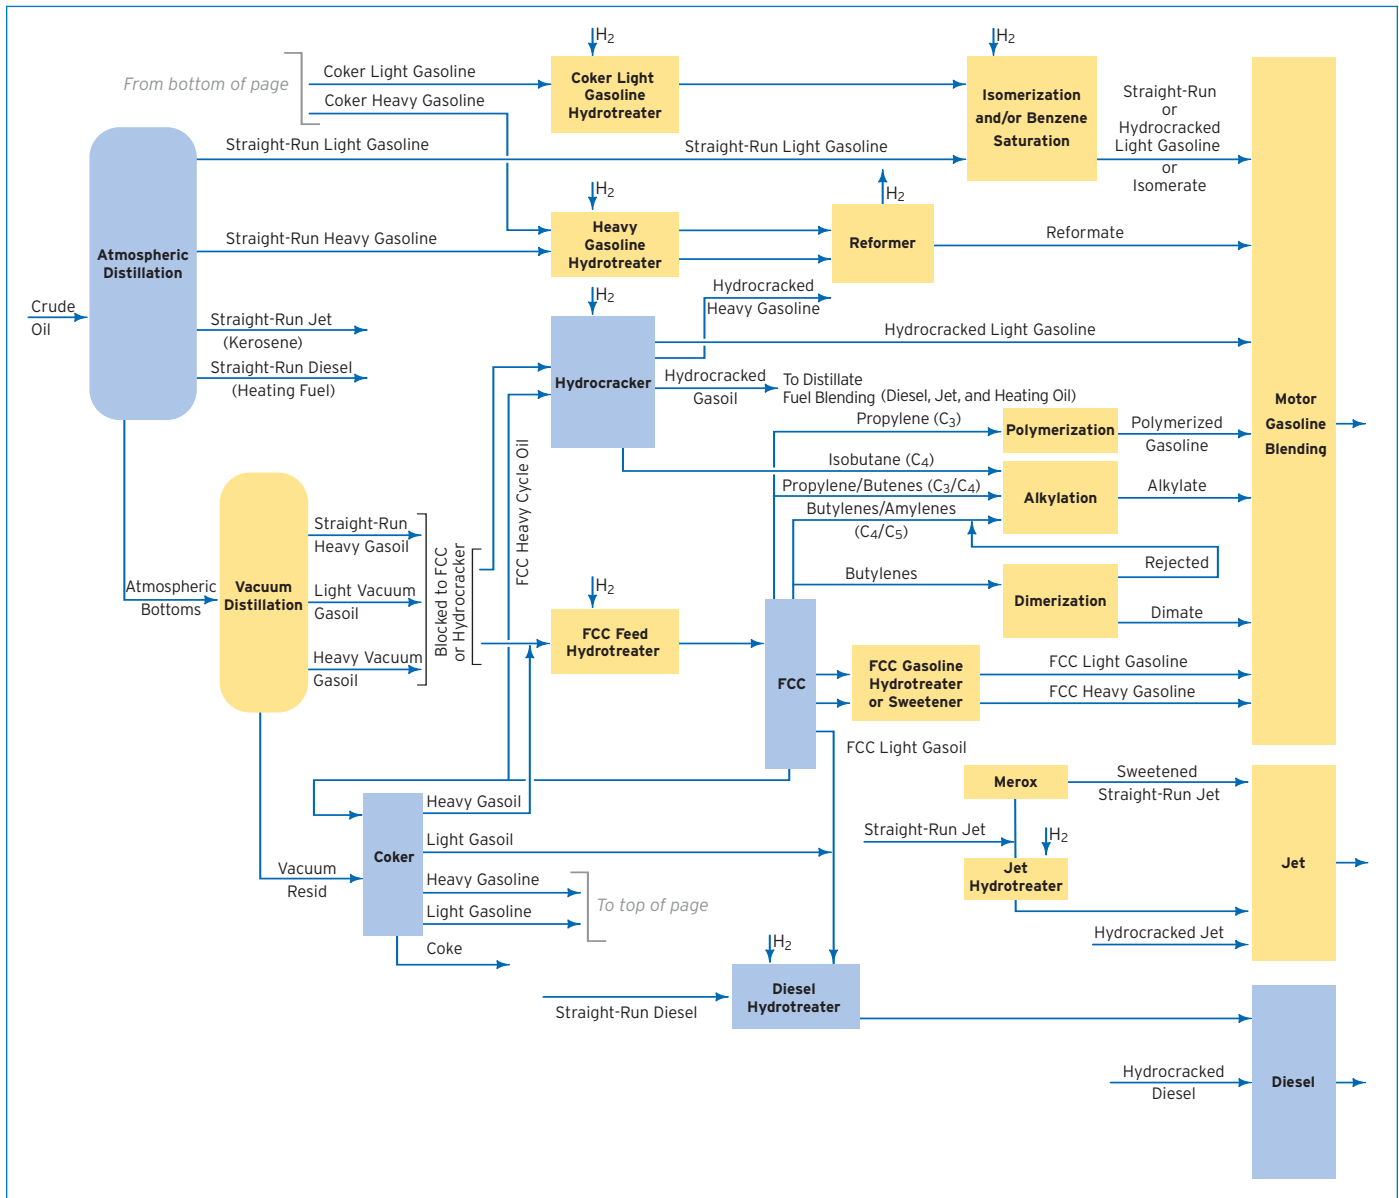 H2
H2
From bottom of page
Coker Light Gasoline
Coker Heavy Gasoline
Coker Light
Gasoline
Hydrotreater
Isomerization
and/or Benzene
Saturation
Straight-Run
or
Hydrocracked
Light Gasoline
or
Isomerate
Straight-Run Light Gasoline
Straight-Run Light Gasoline
H2
H2
Atmospheric
Distillation
Straight-Run Heavy Gasoline
Heavy
Gasoline
Hydrotreater
Reformer
Reformate
Crude
Oil
Straight-Run Jet
(Kerosene)
Straight-Run Diesel
(Heating Fuel)
H2
Hydrocracked
Heavy Gasoline
Hydrocracker
Hydrocracked Light Gasoline
Hydrocracked
Gasoil
To Distillate
Fuel Blending (Diesel, Jet, and Heating Oil)
Motor
Gasoline
Blending
Propylene (C3)
Polymerization
Polymerized
Gasoline
Isobutane (C4)
Propylene/Butenes (C3/C4)
Alkylation
Alkylate
Butylenes/Amylenes
(C4/C5)
Rejected
Butylenes
Dimerization
Dimate
FCC Heavy Cycle Oil
Atmospheric
Bottoms
Vacuum
Distillation
Straight-Run
Heavy Gasoil
Light Vacuum
Gasoil
Heavy Vacuum
Gasoil
Blocked to FCC
or Hydrocracker
H2
FCC Feed
Hydrotreater
FCC
FCC Gasoline
Hydrotreater
or Sweetener
FCC Light Gasoline
FCC Heavy Gasoline
FCC Light Gasoil
Vacuum
Resid
Coker
Heavy Gasoil
Light Gasoil
Heavy Gasoline
Light Gasoline
To top of page
Coke
Merox
Sweetened
Straight-Run Jet
Straight-Run Jet
H2
Jet
Hydrotreater
Jet
Hydrocracked Jet
H2
Straight-Run Diesel
Diesel
Hydrotreater
Hydrocracked
Diesel
Diesel